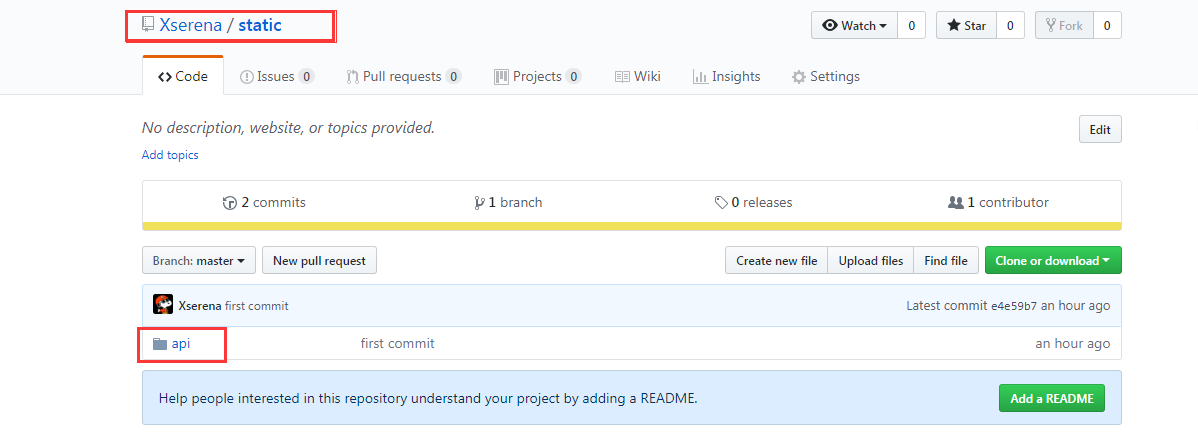 Xserena / static
Watch 0 Star 0 Fork 0
Code Issues 0 Pull requests 0 Projects 0 Wiki Insights Settings
No description, website, or topics provided.
Edit
Add topics
2 commits 1 branch 0 releases 1 contributor
Branch: master New pull request Create new file Upload files Find file Clone or download
Xserena first commit Latest commit e4e59b7 an hour ago
api first commit an hour ago
Help people interested in this repository understand your project by adding a README. Add a README